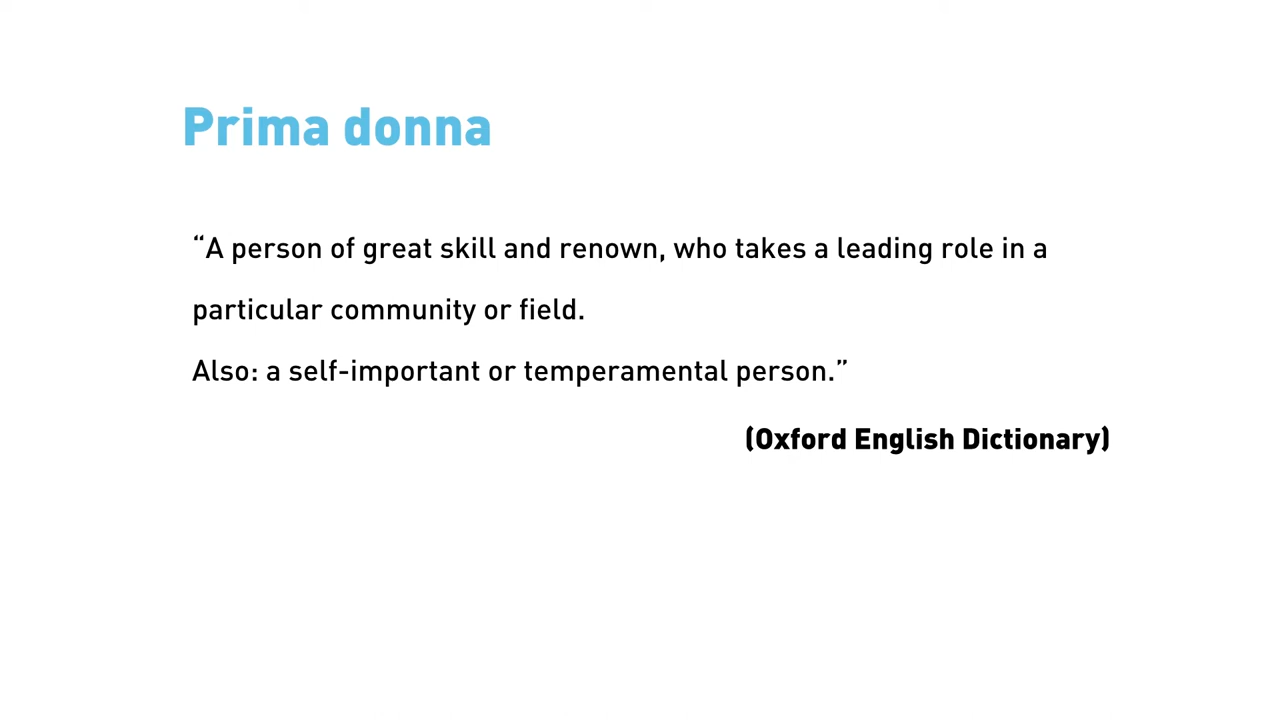 Prima donna
“A person of great skill and renown, who takes a leading role in a
particular community or field.
Also: a self-important or temperamental person.”
(Oxford English Dictionary)